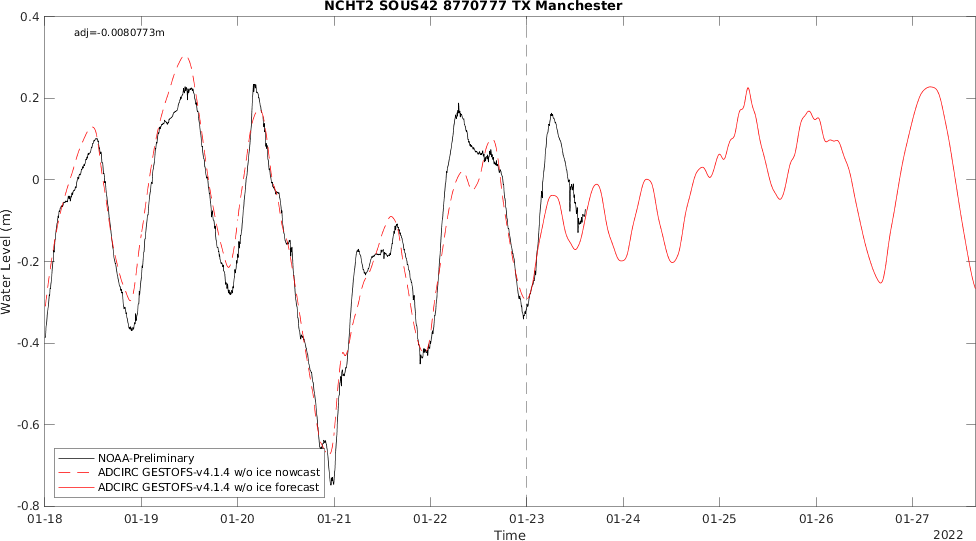 NCHT2 SOUS42 8770777 TX Manchester
adj=-0.0080773m
0.4
0.2
0
-0.2
-0.4
-0.6
-0.8
Water Level (m)
NOAA-Preliminary
ADCIRC GESTOFS-v4.1.4 w/o ice nowcast
ADCIRC GESTOFS-v4.1.4 w/o ice forecast
01-18 01-19 01-20 01-21 01-22 01-23 01-24 01-25 01-26 01-27
Time
2022